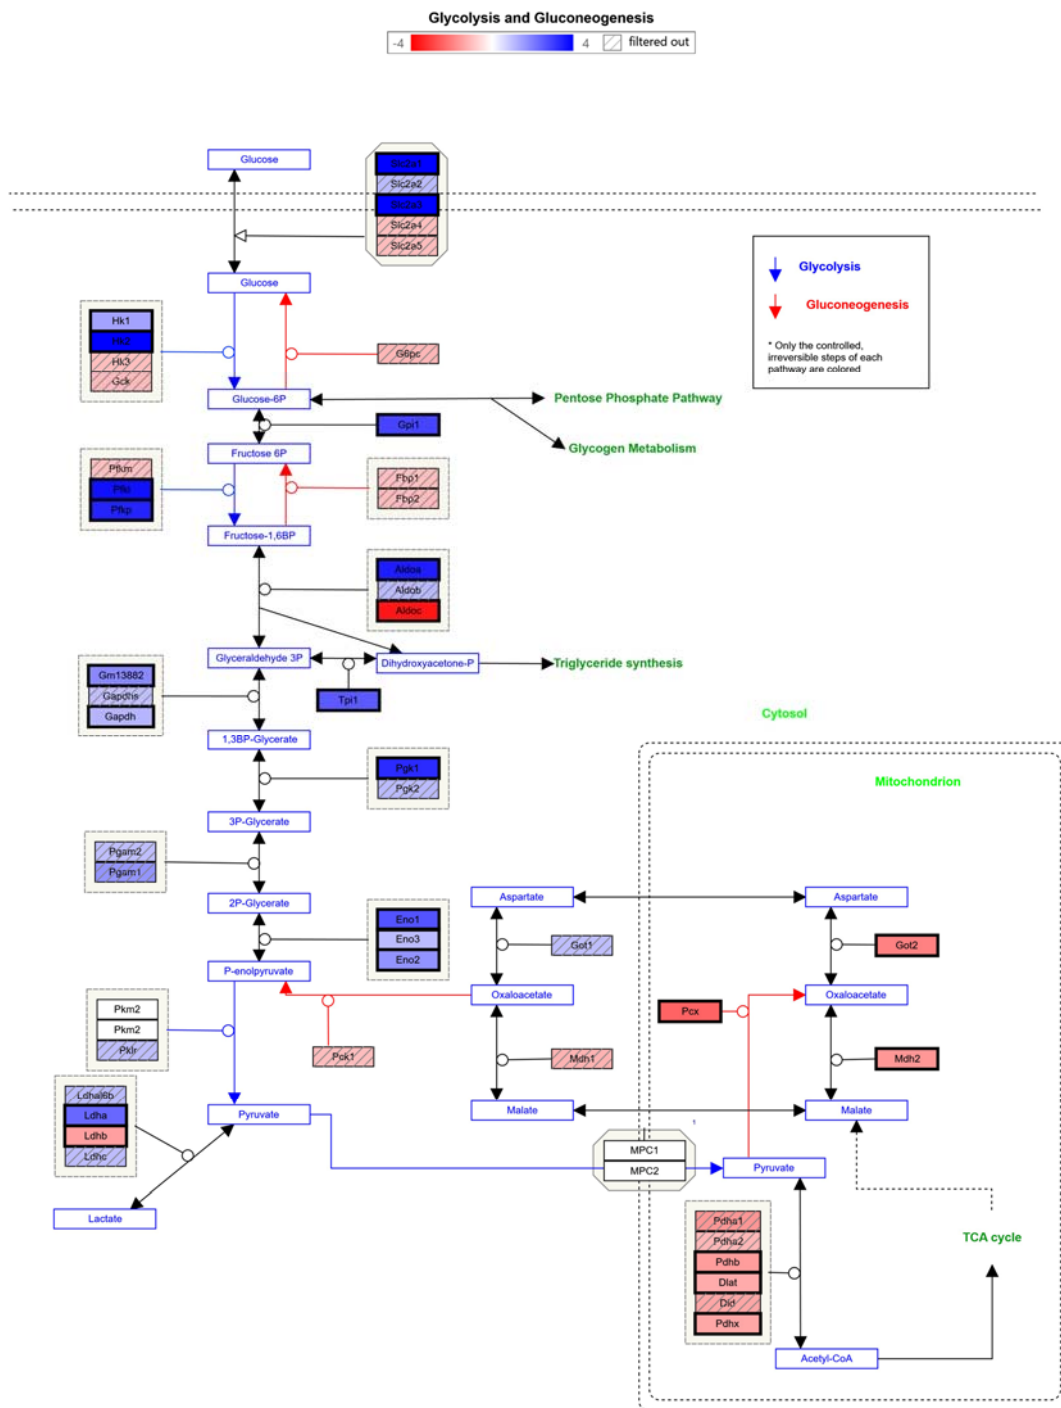 Glycolysis and Gluconeogenesis
-4 4 filtered out
Glucose
Slc2a1
Slc2a2
Slc2a3
Slc2a4
Slc2a5
Glucose
Glycolysis
Gluconeogenesis
* Only the controlled,
irreversible steps of each
pathway are colored
Hk1
Hk2
Hk3
Gck
G6pc
Glucose-6P
Pentose Phosphate Pathway
Gpi1
Glycogen Metabolism
Fructose 6P
Pfkm
Pfkl
Pfkp
Fbp1
Fbp2
Fructose-1,6BP
Aldoa
Aldob
Aldoc
Glyceraldehyde 3P
Dihydroxyacetone-P
Triglyceride synthesis
Gm13882
Gapdhs
Gapdh
Tpi1
Cytosol
1,3BP-Glycerate
Pgk1
Pgk2
Mitochondrion
3P-Glycerate
Pgam2
Pgam1
2P-Glycerate
Aspartate
Aspartate
Eno1
Eno3
Eno2
Got1
Got2
P-enolpyruvate
Oxaloacetate
Oxaloacetate
Pkm2
Pkm2
Pklr
Pcx
Pck1
Mdh1
Mdh2
Ldhal6b
Ldha
Ldhb
Ldhc
Pyruvate
Malate
Malate
1
MPC1
MPC2
Pyruvate
Lactate
Pdha1
Pdha2
Pdhb
Dlat
Dld
Pdhx
TCA cycle
Acetyl-CoA